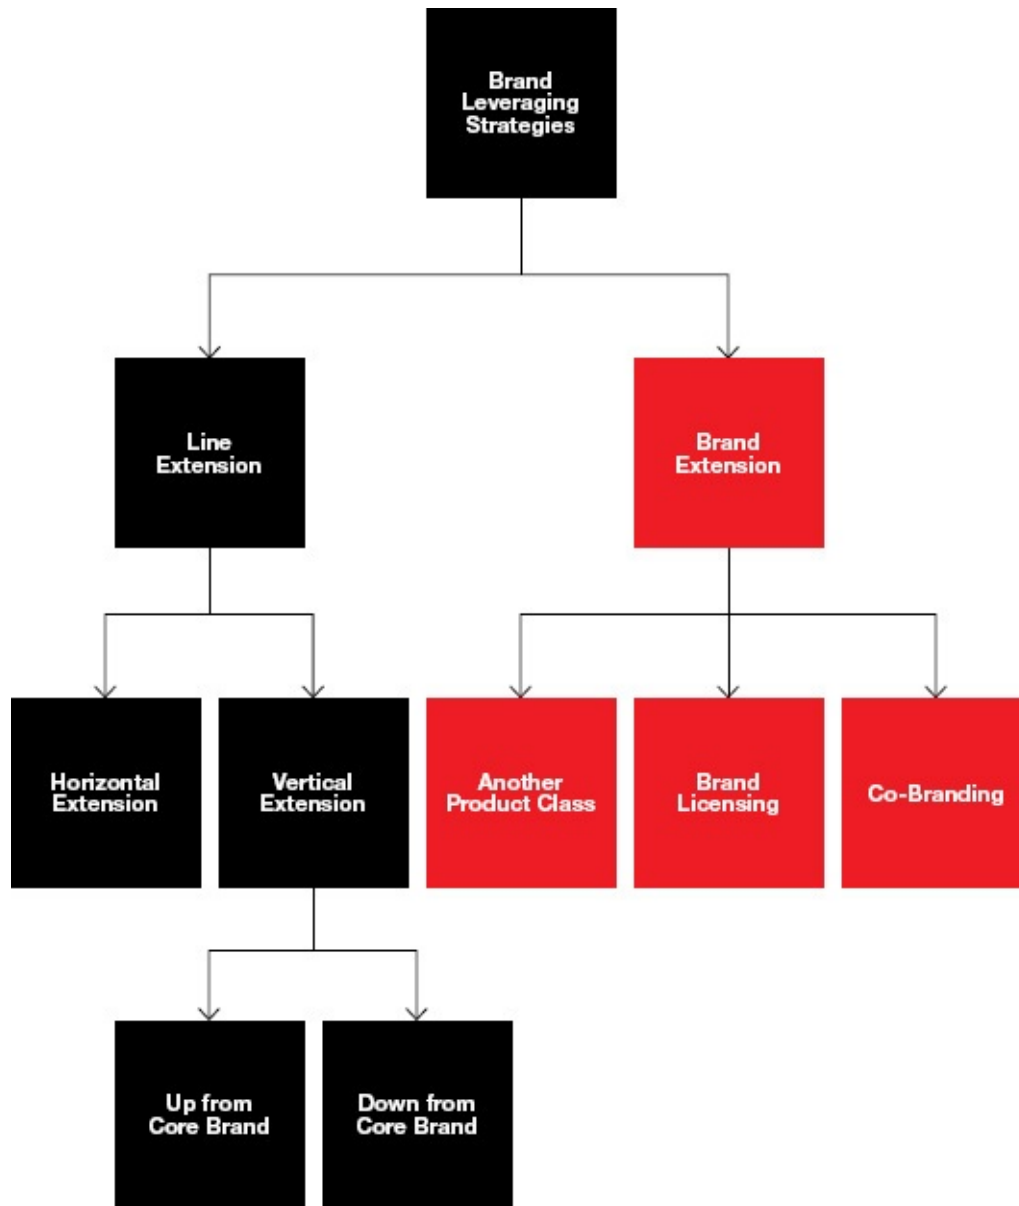 Brand
Leveraging
Strategies
Line
Extension
Brand
Extension
Horizontal
Extension
Vertical
Extension
Another
Product Class
Brand
Licensing
Co-Branding
Up from
Core Brand
Down from
Core Brand